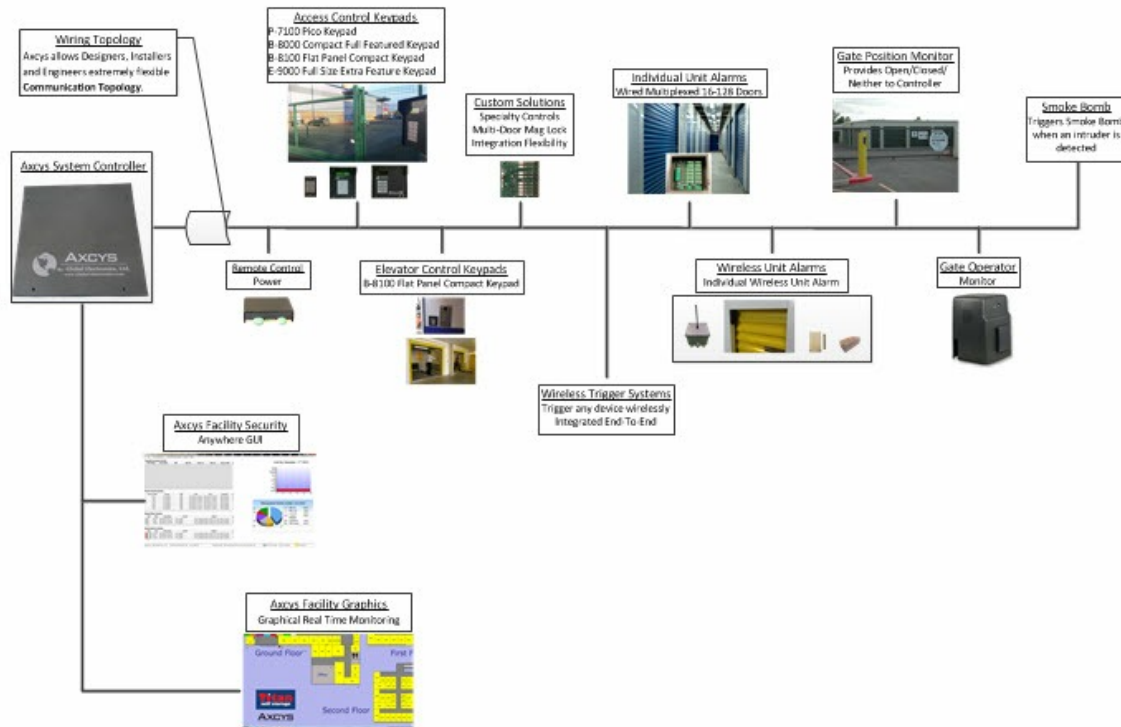 Access Control Keypads
P-7100 Pico Keypad
B-8000 Compact Full Featured Keypad
B-8100 Flat Panel Compact Keypad
E-9000 Full Size Extra Feature Keypad
Wiring Topology
Axcys allows Designers, Installers
and Engineers extremely flexible
Communication Topology.
Custom Solutions
Specialty Controls
Multi-Door Mag Lock
Integration Flexibility
Individual Unit Alarms
Wired Multiplexed 16-128 Doors
Gate Position Monitor
Provides Open/Closed/
Neither to Controller
Smoke Bomb
Triggers Smoke Bomb
when an intruder is
detected
Axcys System Controller
AXCYS
Remote Control
Power
Elevator Control Keypads
B-8100 Flat Panel Compact Keypad
Wireless Unit Alarms
Individual Wireless Unit Alarm
Gate Operator
Monitor
Wireless Trigger Systems
Trigger any device wirelessly
Integrated End-To-End
Axcys Facility Security
Anywhere GUI
Axcys Facility Graphics
Graphical Real Time Monitoring
Ground Floor
First F
Second Floor
titan
self storage
AXCYS